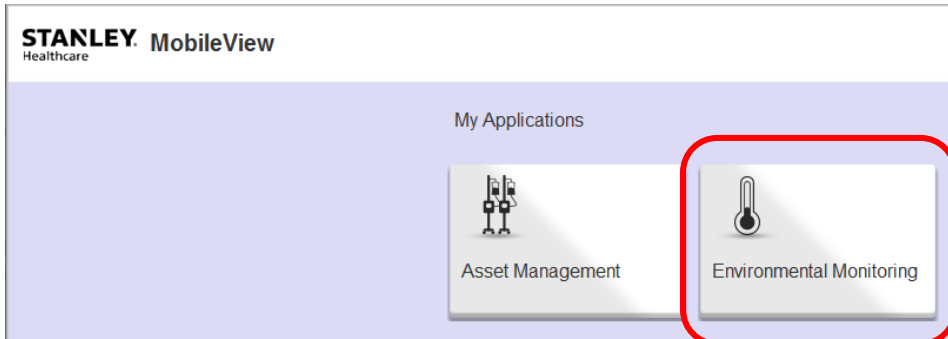 STANLEY.
Healthcare
MobileView
My Applications
Asset Management
Environmental Monitoring